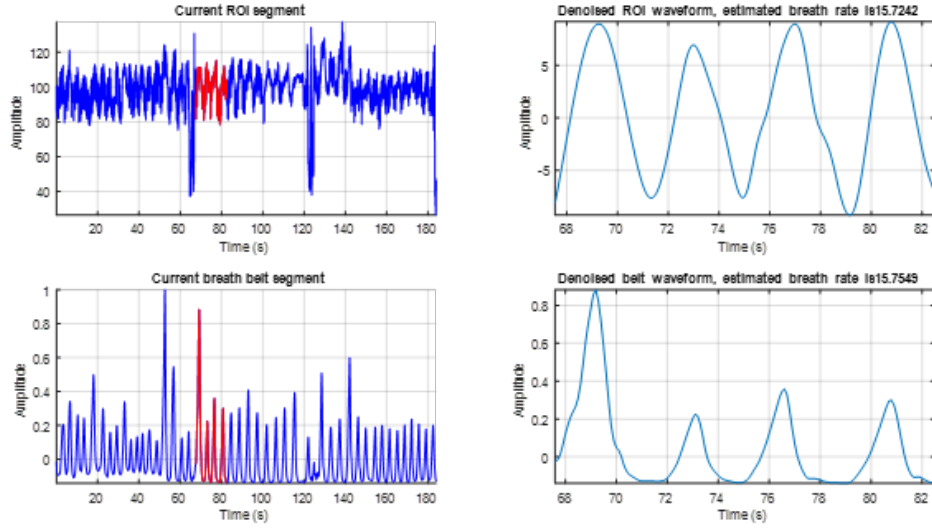 Current ROI segment
120
100
80
60
40
Amplitude
20 40 60 80 100 120 140 160 180
Time (s)
Denoised ROI waveform, estimated breath rate is15.7242
5
0
-5
Amplitude
68 70 72 74 76 78 80 82
Time (s)
Current breath belt segment
1
0.8
0.6
0.4
0.2
0
Amplitude
20 40 60 80 100 120 140 160 180
Time (s)
Denoised belt waveform, estimated breath rate is15.7549
0.8
0.6
0.4
0.2
0
Amplitude
68 70 72 74 76 78 80 82
Time (s)